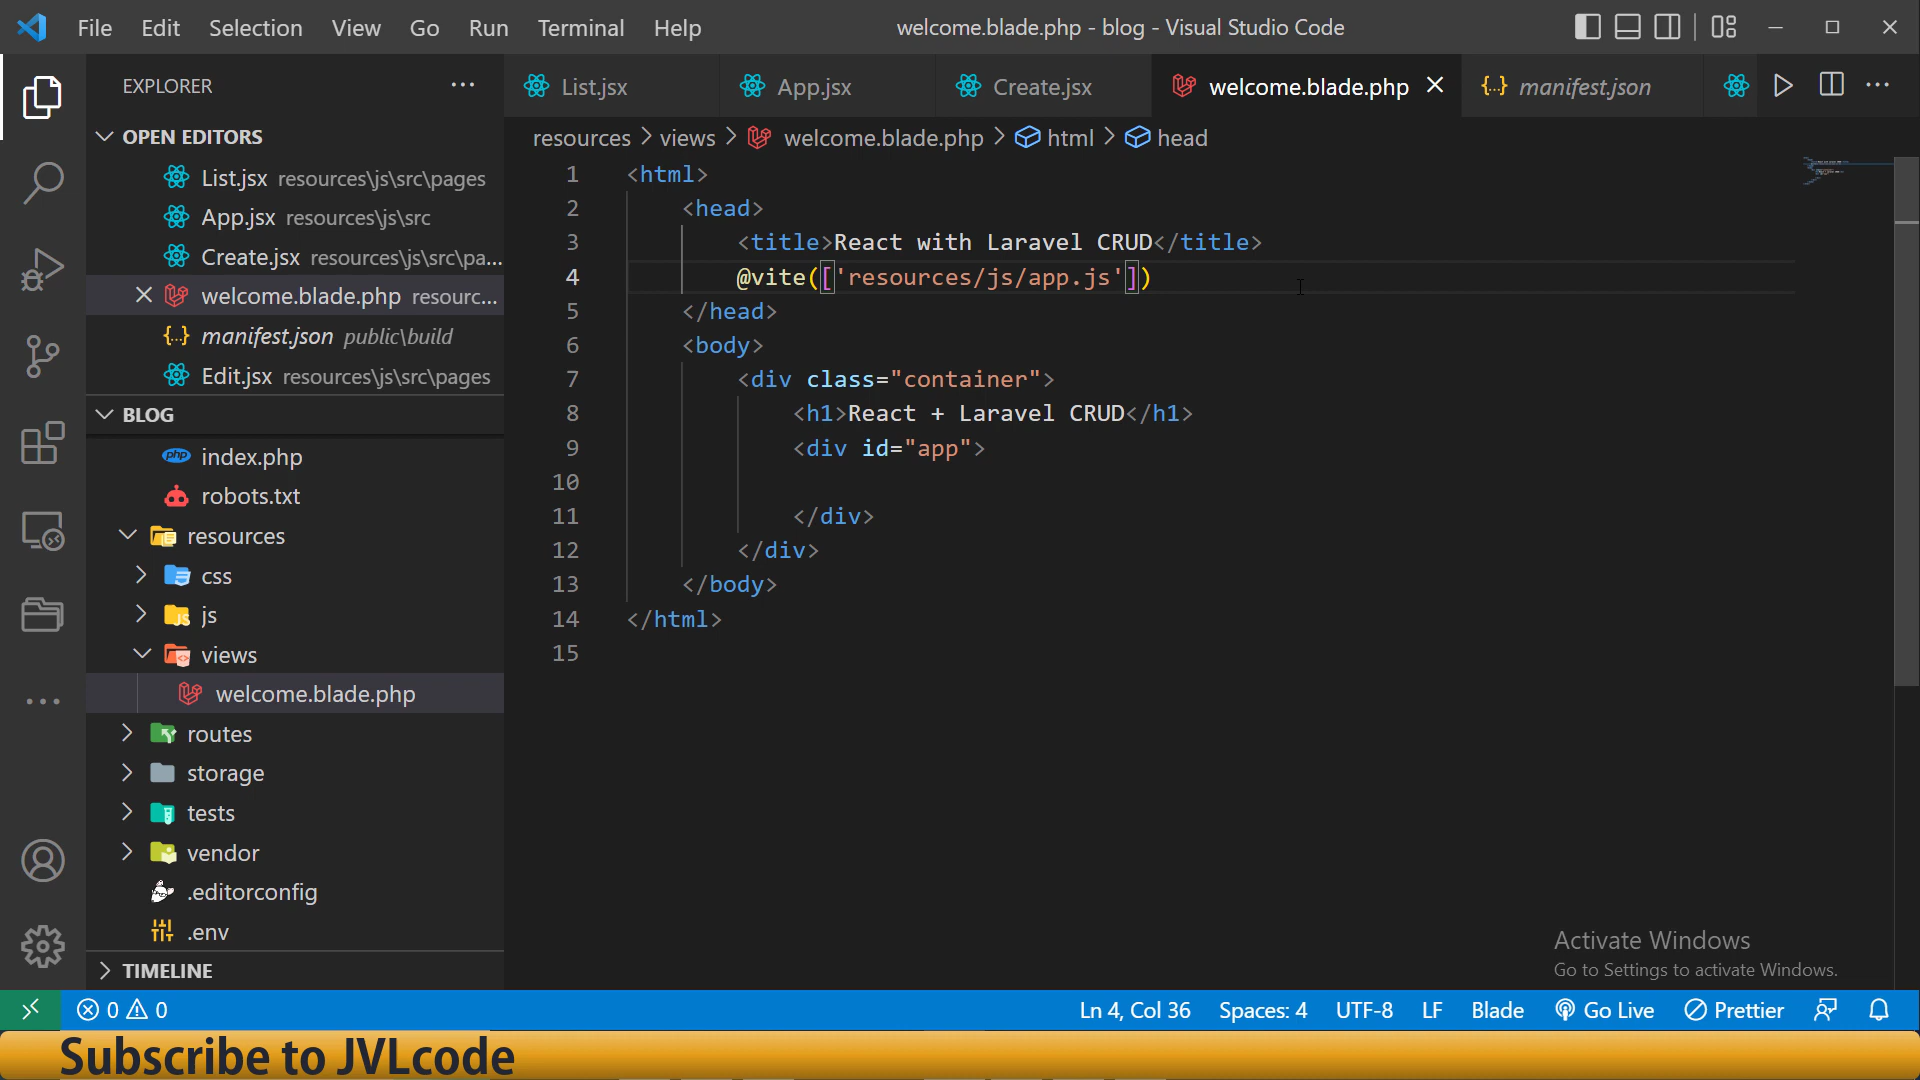 File Edit Selection View Go Run Terminal Help
welcome.blade.php - blog - Visual Studio Code
EXPLORER
List.jsx
App.jsx
Create.jsx
welcome.blade.php
manifest.json
OPEN EDITORS
List.jsx resources\js\src\pages
App.jsx resources\js\src
Create.jsx resources\js\src\pa...
welcome.blade.php resourc...
manifest.json public\build
Edit.jsx resources\js\src\pages
BLOG
index.php
robots.txt
resources
css
js
views
welcome.blade.php
routes
storage
tests
vendor
.editorconfig
.env
TIMELINE
resources > views > welcome.blade.php > html > head
1 <html>
2 <head>
3 <title>React with Laravel CRUD</title>
4 @vite(['resources/js/app.js'])
5 </head>
6 <body>
7 <div class="container">
8 <h1>React + Laravel CRUD</h1>
9 <div id="app">
10
11 </div>
12 </div>
13 </body>
14 </html>
15
Activate Windows
Go to Settings to activate Windows.
0 0
Ln 4, Col 36 Spaces: 4 UTF-8 LF Blade Go Live Prettier
Subscribe to JVLcode